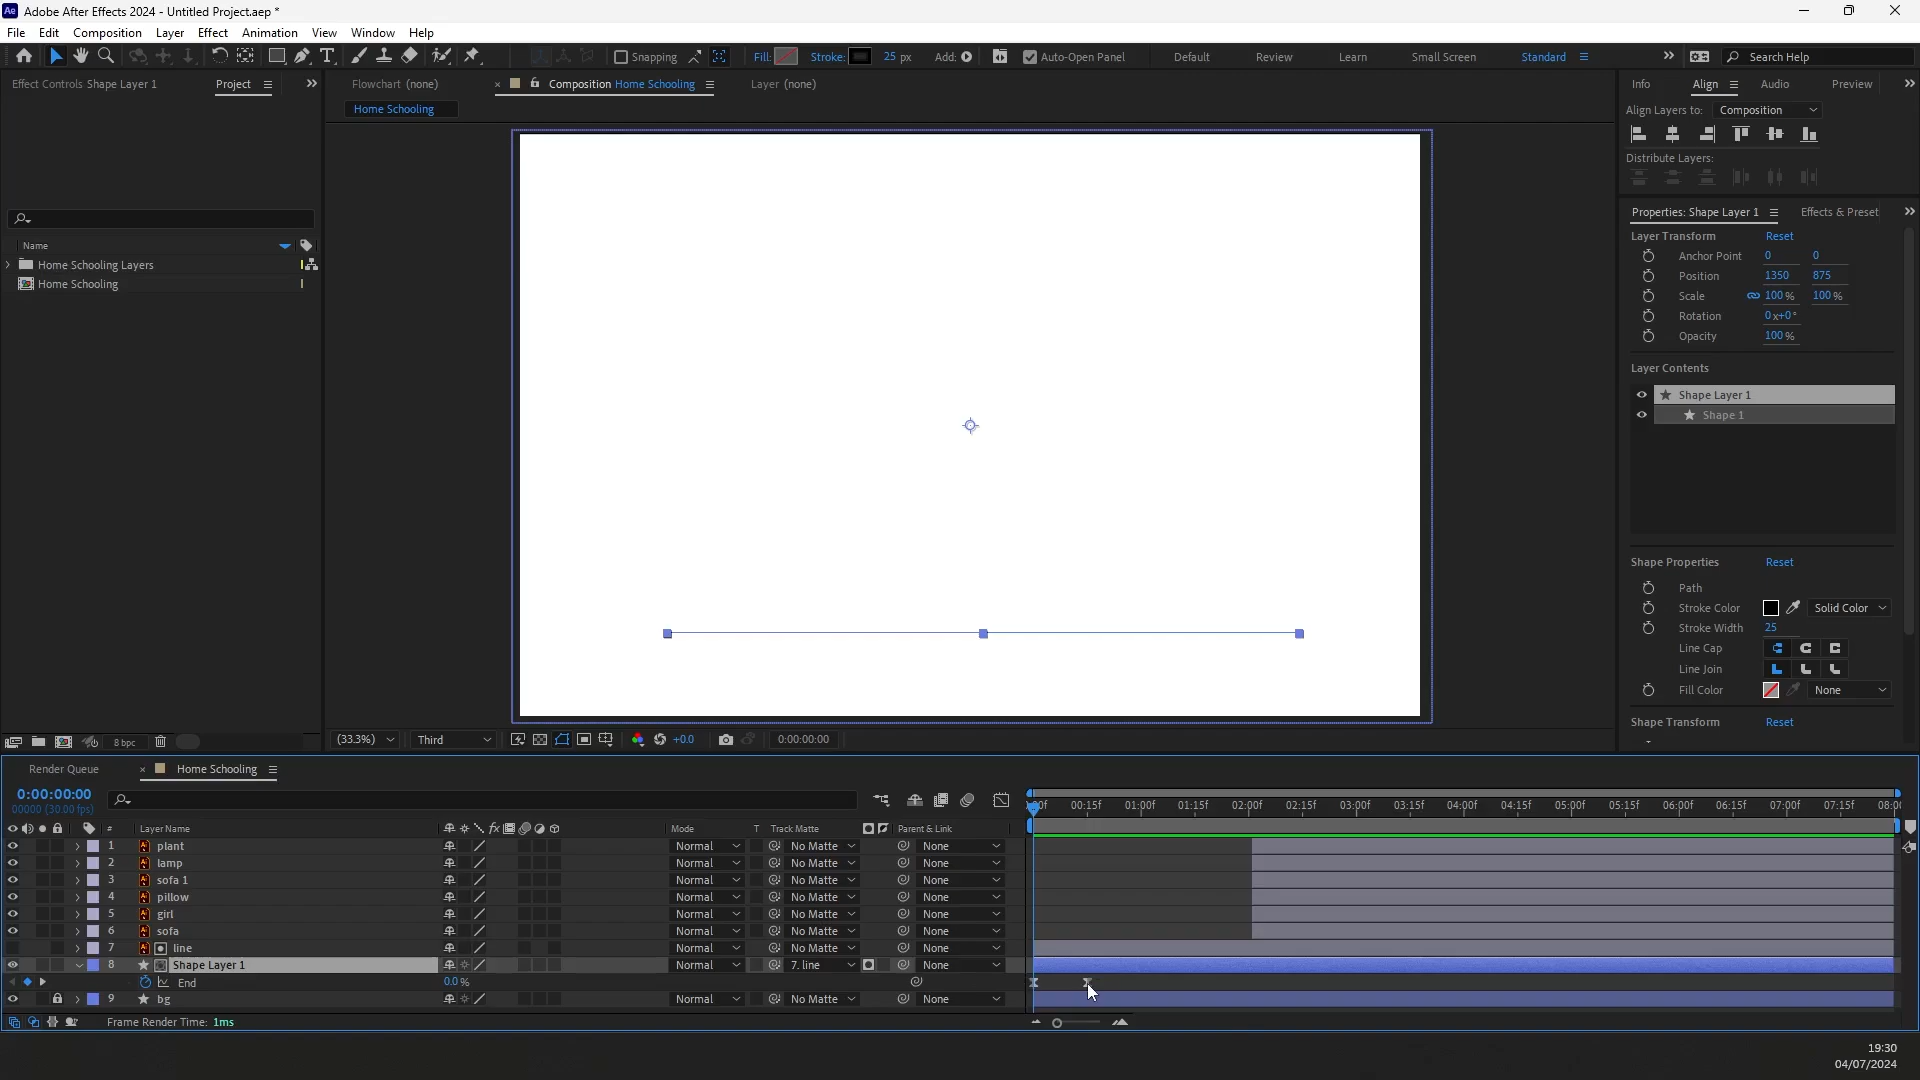 Ae Adobe After Effects 2024 - Untitled Project.aep *
File Edit Composition Layer Effect Animation View Window Help
Snapping Fill: Stroke: 25 px Add: Auto-Open Panel Default Review Learn Small Screen Standard Search Help
Effect Controls Shape Layer 1 Project
Flowchart (none) Composition Home Schooling Layer (none)
Home Schooling
Info Align Audio Preview
Align Layers to: Composition
Distribute Layers:
Name
Home Schooling Layers
Home Schooling
Properties: Shape Layer 1 Effects & Preset
Layer Transform Reset
Anchor Point 0 0
Position 1350 875
Scale 100 % 100 %
Rotation 0x+0°
Opacity 100 %
Layer Contents
Shape Layer 1
Shape 1
Shape Properties Reset
Path
Stroke Color Solid Color
Stroke Width 25
Line Cap
Line Join
Fill Color None
Shape Transform Reset
8 bpc
(33.3%) Third +0.0 0:00:00:00
Render Queue Home Schooling
0:00:00:00
00000 (30.00 fps)
00:15f 01:00f 01:15f 02:00f 02:15f 03:00f 03:15f 04:00f 04:15f 05:00f 05:15f 06:00f 06:15f 07:00f 07:15f
# Layer Name fx Mode T Track Matte Parent & Link
1 Ai plant Normal No Matte None
2 Ai lamp Normal No Matte None
3 Ai sofa 1 Normal No Matte None
4 Ai pillow Normal No Matte None
5 Ai girl Normal No Matte None
6 Ai sofa Normal No Matte None
7 Ai line Normal No Matte None
8 Shape Layer 1 Normal 7. line None
End 0.0 %
9 bg Normal No Matte None
Frame Render Time: 1ms
19:30
04/07/2024